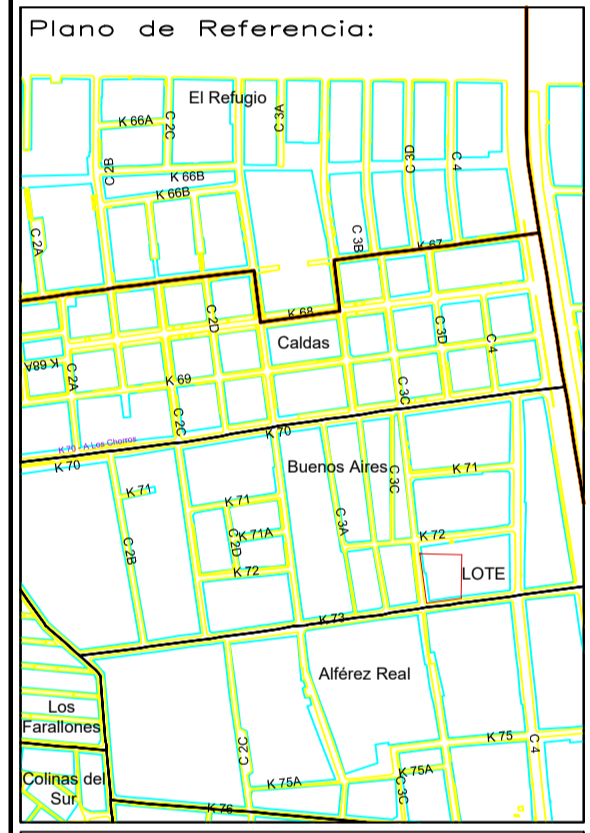 Plano de Referencia:
El Refugio
K 66A
C 2C
C 3A
C 2B
K 66B
K 66B
C 3D
C 4
C 2A
C 3B
K 67
C 2D
K 68
Caldas
C 3D
C 4
K 68A
C 2A
K 69
C 2C
C 3C
K 70 - A Los Chorros
K 70
K 70
Buenos Aires
C 3C
K 71
K 71
K 71
C 3A
K 71A
C 2D
K 72
C 2B
K 72
LOTE
K 73
Alférez Real
Los
Farallones
C 2C
K 75
C 4
Colinas del
Sur
K 75A
K 75A
C 3C
K 76